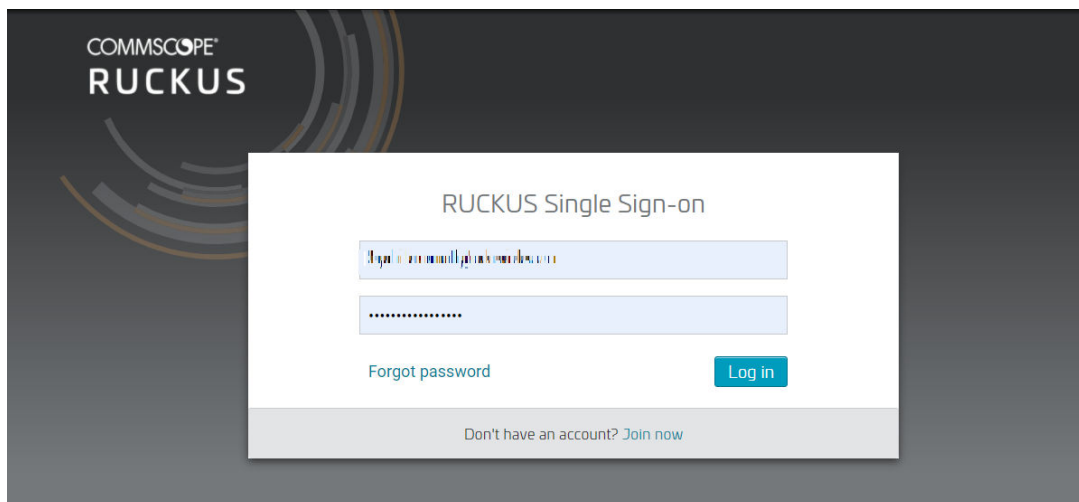 COMMSCOPE®
RUCKUS
RUCKUS Single Sign-on
•••••••••••••••••
Forgot password
Log in
Don't have an account? Join now